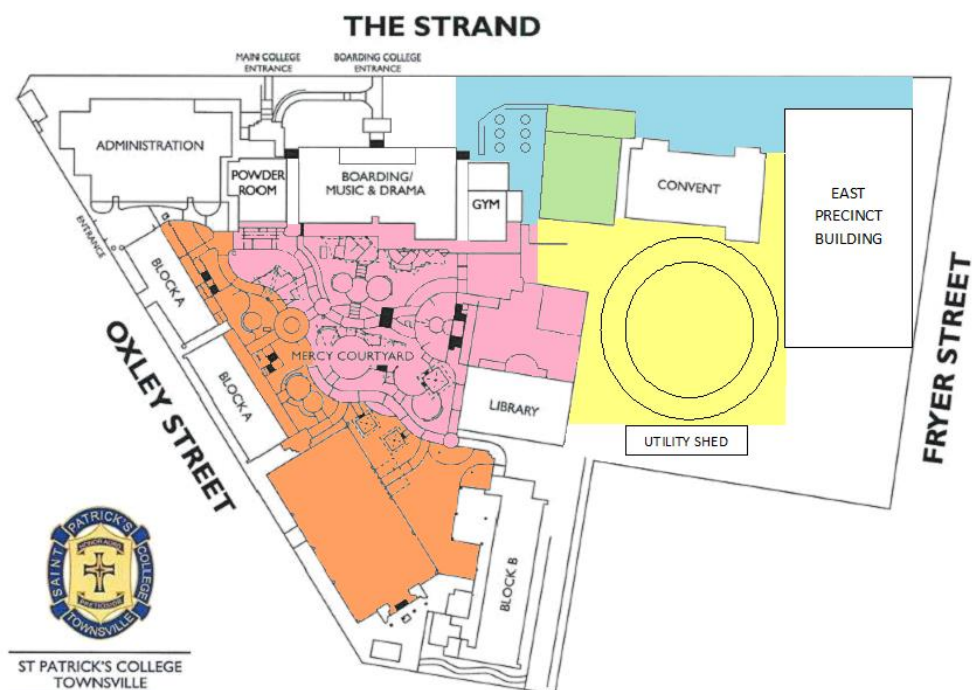 THE STRAND
MAIN COLLEGE
ENTRANCE
BOARDING COLLEGE
ENTRANCE
ADMINISTRATION
POWDER
ROOM
BOARDING/
MUSIC & DRAMA
GYM
CONVENT
EAST
PRECINCT
BUILDING
ENTRANCE
BLOCK A
MERCY COURTYARD
BLOCK A
LIBRARY
UTILITY SHED
OXLEY STREET
FRYER STREET
BLOCK B
SAINT PATRICK'S COLLEGE
TOWNSVILLE
ST PATRICK'S COLLEGE
TOWNSVILLE